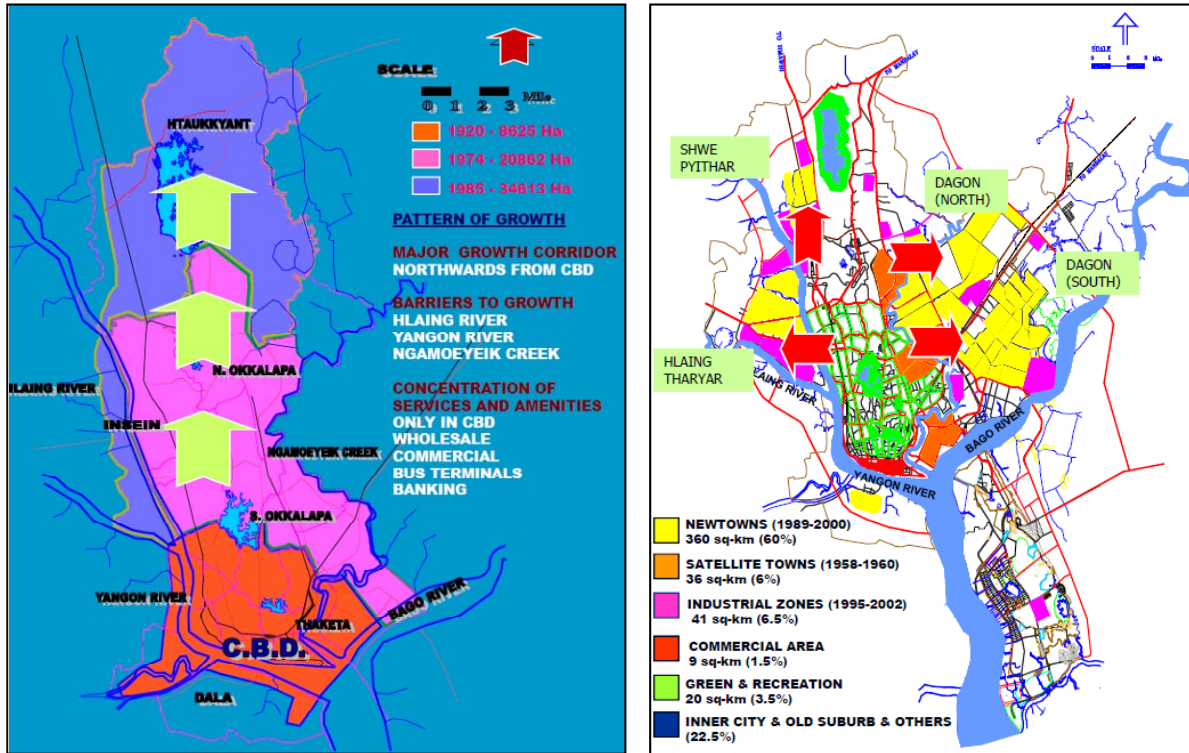 SCALE
0 1 2 3 Mile
HTAUKKYANT
1920 - 8625 Ha
1974 - 20862 Ha
1985 - 34613 Ha
PATTERN OF GROWTH
MAJOR GROWTH CORRIDOR
NORTHWARDS FROM CBD
BARRIERS TO GROWTH
HLAING RIVER
YANGON RIVER
NGAMOEYEIK CREEK
CONCENTRATION OF
SERVICES AND AMENITIES
ONLY IN CBD
WHOLESALE
COMMERCIAL
BUS TERMINALS
BANKING
N. OKKALAPA
HLAING RIVER
INSEIN
NGAMOEYEIK CREEK
S. OKKALAPA
YANGON RIVER
THAKETA
BAGO RIVER
C.B.D.
DALA
TO MANDALAY
SCALE
SHWE
PYITHAR
DAGON
(NORTH)
TO MANDALAY
DAGON
(SOUTH)
HLAING
THARYAR
HLAING RIVER
BAGO RIVER
YANGON RIVER
NEWTOWNS (1989-2000)
360 sq-km (60%)
SATELLITE TOWNS (1958-1960)
36 sq-km (6%)
INDUSTRIAL ZONES (1995-2002)
41 sq-km (6.5%)
COMMERCIAL AREA
9 sq-km (1.5%)
GREEN & RECREATION
20 sq-km (3.5%)
INNER CITY & OLD SUBURB & OTHERS
(22.5%)